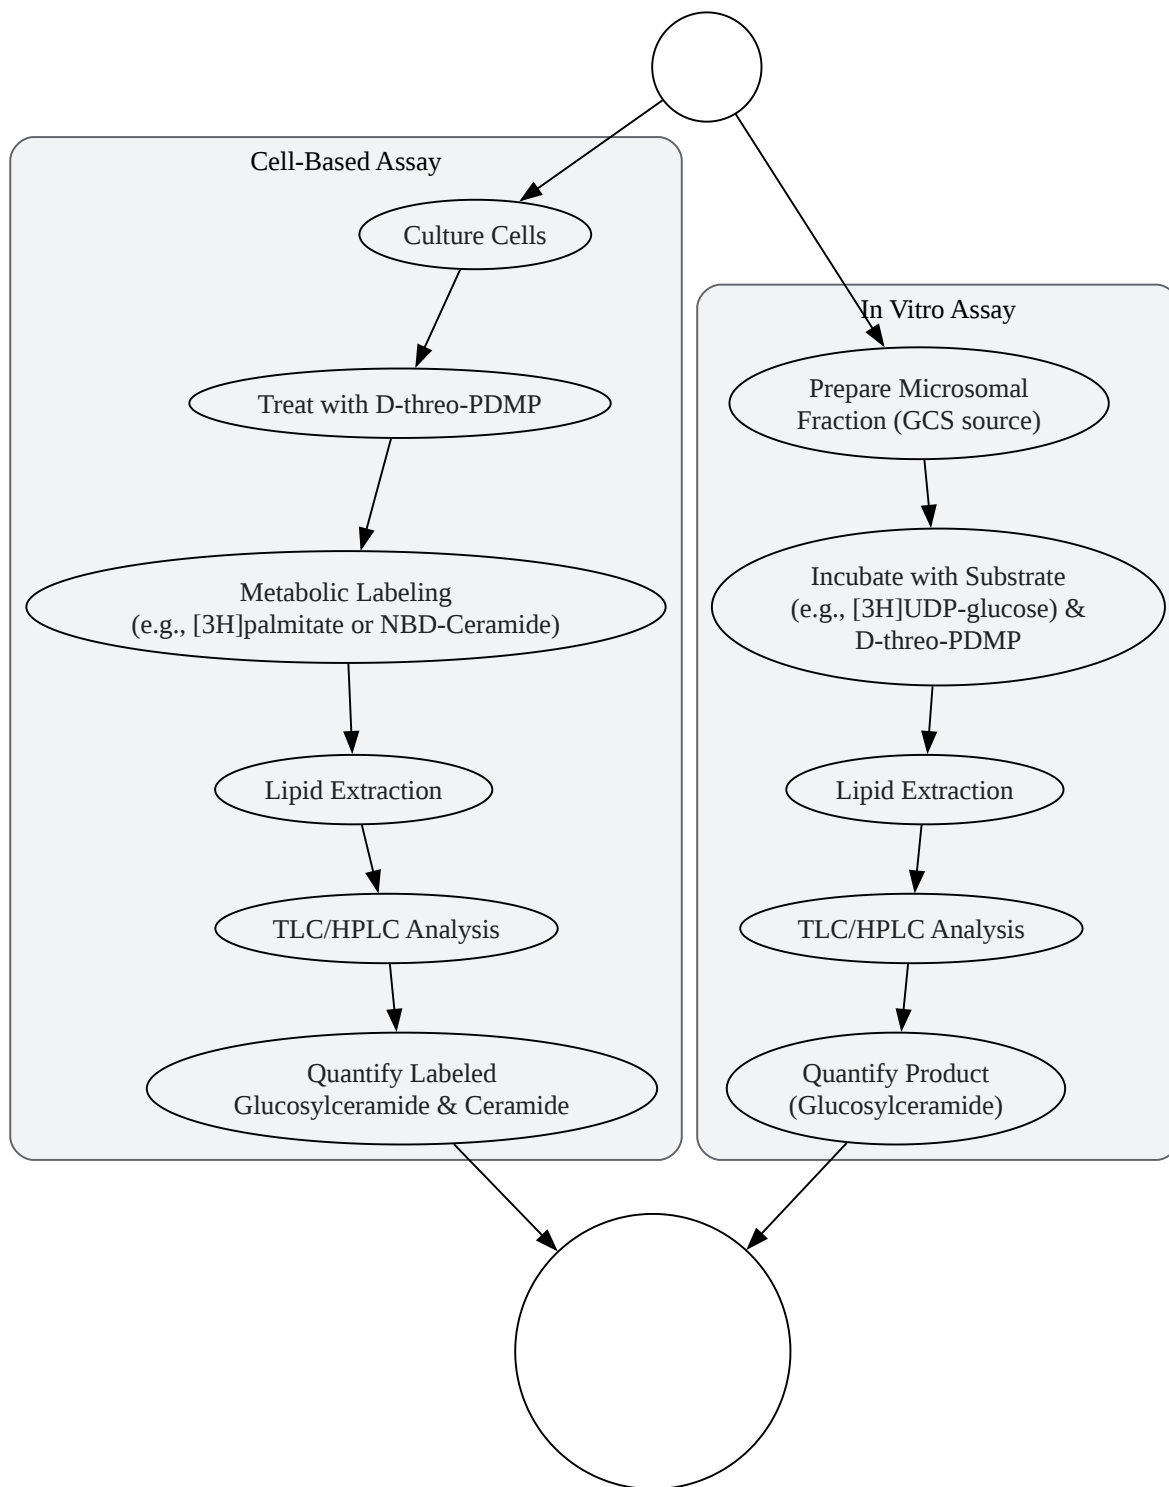 Cell-Based Assay
Culture Cells
Treat with D-threo-PDMP
Metabolic Labeling
(e.g., [3H]palmitate or NBD-Ceramide)
Lipid Extraction
TLC/HPLC Analysis
Quantify Labeled
Glucosylceramide & Ceramide
In Vitro Assay
Prepare Microsomal
Fraction (GCS source)
Incubate with Substrate
(e.g., [3H]UDP-glucose) &
D-threo-PDMP
Lipid Extraction
TLC/HPLC Analysis
Quantify Product
(Glucosylceramide)